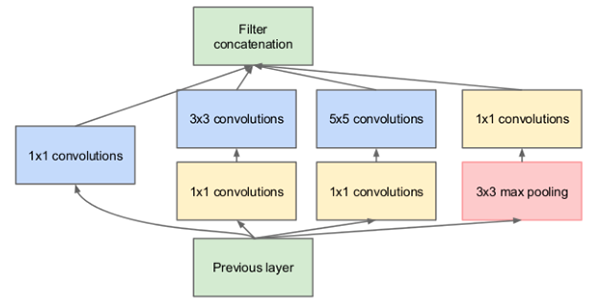 Filter
concatenation
3x3 convolutions
5x5 convolutions
1x1 convolutions
1x1 convolutions
1x1 convolutions
1x1 convolutions
3x3 max pooling
Previous layer